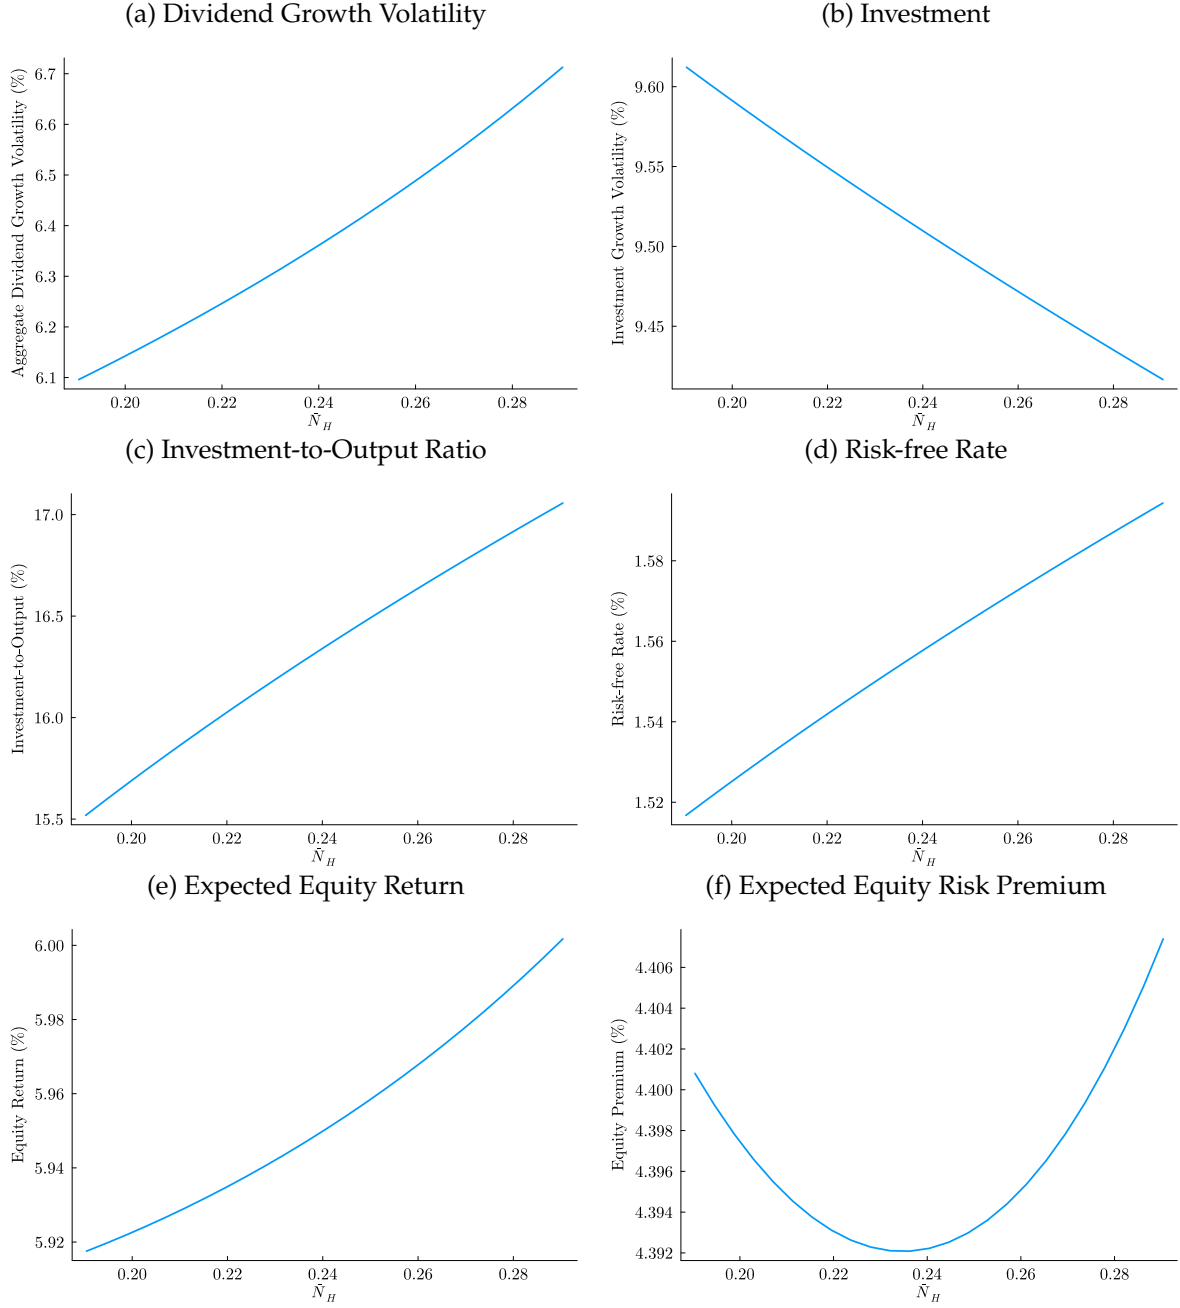 (a) Dividend Growth Volatility
Aggregate Dividend Growth Volatility (%)
6.7
6.6
6.5
6.4
6.3
6.2
6.1
0.20 0.22 0.24 0.26 0.28
N̄_H
(b) Investment
Investment Growth Volatility (%)
9.60
9.55
9.50
9.45
0.20 0.22 0.24 0.26 0.28
N̄_H
(c) Investment-to-Output Ratio
Investment-to-Output (%)
17.0
16.5
16.0
15.5
0.20 0.22 0.24 0.26 0.28
N̄_H
(d) Risk-free Rate
Risk-free Rate (%)
1.58
1.56
1.54
1.52
0.20 0.22 0.24 0.26 0.28
N̄_H
(e) Expected Equity Return
Equity Return (%)
6.00
5.98
5.96
5.94
5.92
0.20 0.22 0.24 0.26 0.28
N̄_H
(f) Expected Equity Risk Premium
Equity Premium (%)
4.406
4.404
4.402
4.400
4.398
4.396
4.394
4.392
0.20 0.22 0.24 0.26 0.28
N̄_H